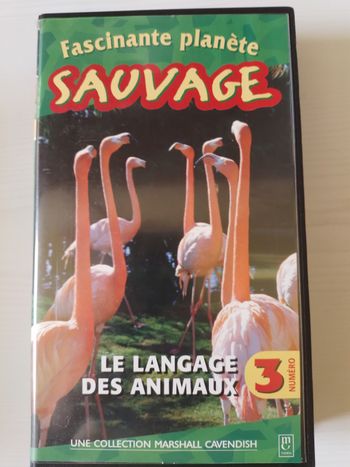 Fascinante planète
SAUVAGE
LE LANGAGE
DES ANIMAUX
3
NUMÉRO
UNE COLLECTION MARSHALL CAVENDISH